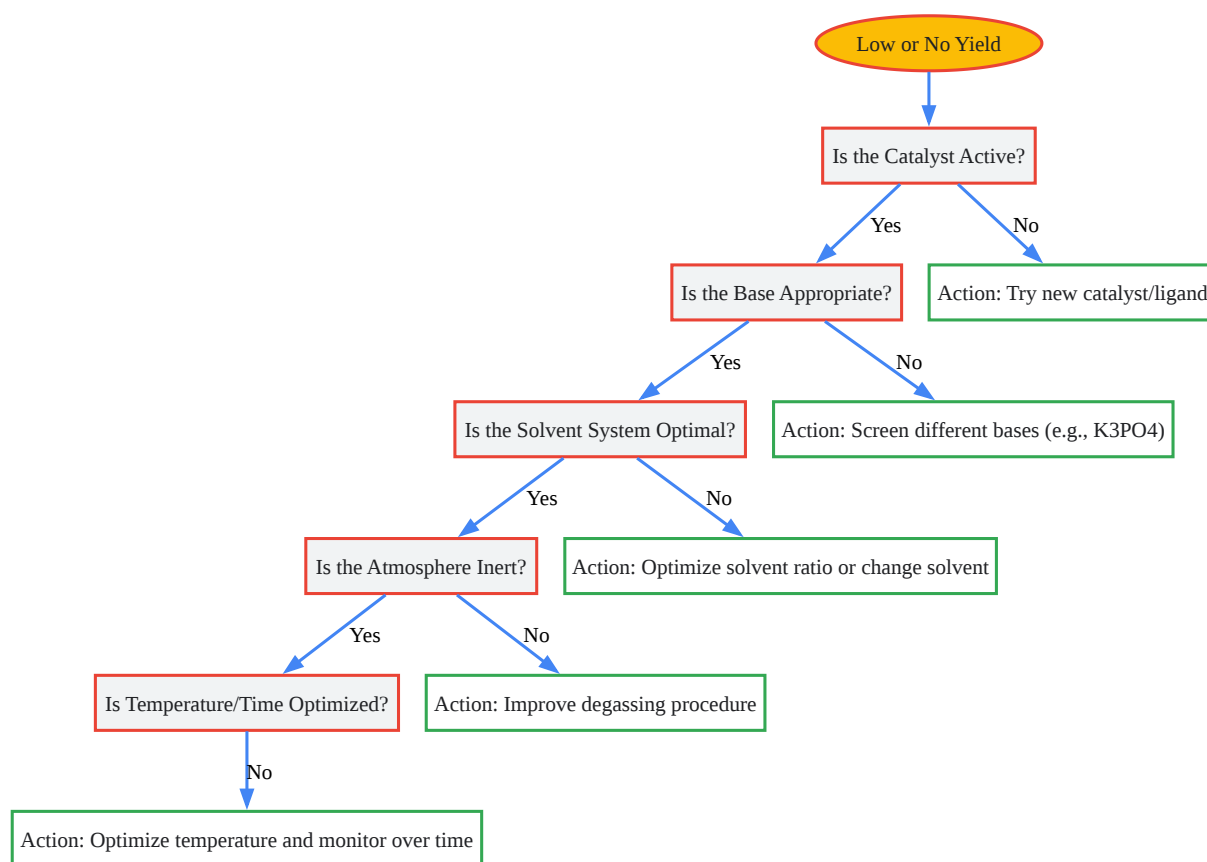 Low or No Yield
Is the Catalyst Active?
Yes
No
Is the Base Appropriate?
Action: Try new catalyst/ligand
Yes
No
Is the Solvent System Optimal?
Action: Screen different bases (e.g., K3PO4)
Yes
No
Is the Atmosphere Inert?
Action: Optimize solvent ratio or change solvent
Yes
No
Is Temperature/Time Optimized?
Action: Improve degassing procedure
No
Action: Optimize temperature and monitor over time